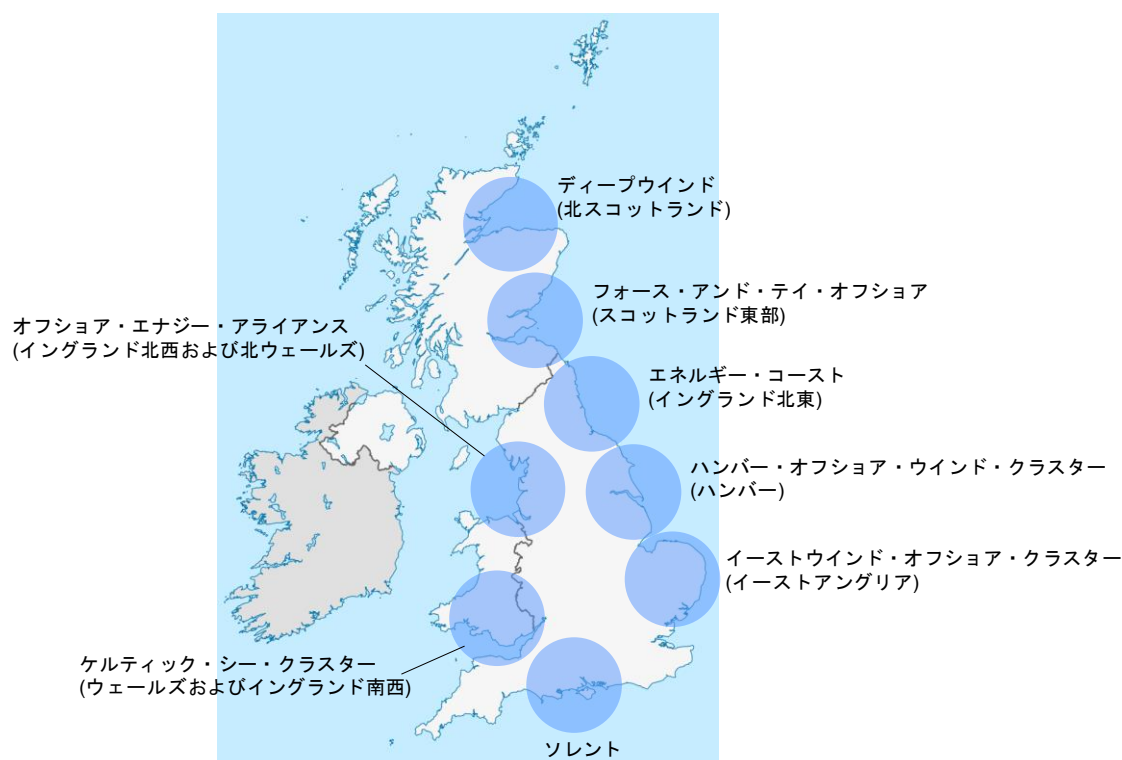 ディープウインド
(北スコットランド)
フォース・アンド・テイ・オフショア
(スコットランド東部)
オフショア・エナジー・アライアンス
(イングランド北西および北ウェールズ)
エネルギー・コースト
(イングランド北東)
ハンバー・オフショア・ウインド・クラスター
(ハンバー)
イーストウインド・オフショア・クラスター
(イーストアングリア)
ケルティック・シー・クラスター
(ウェールズおよびイングランド南西)
ソレント